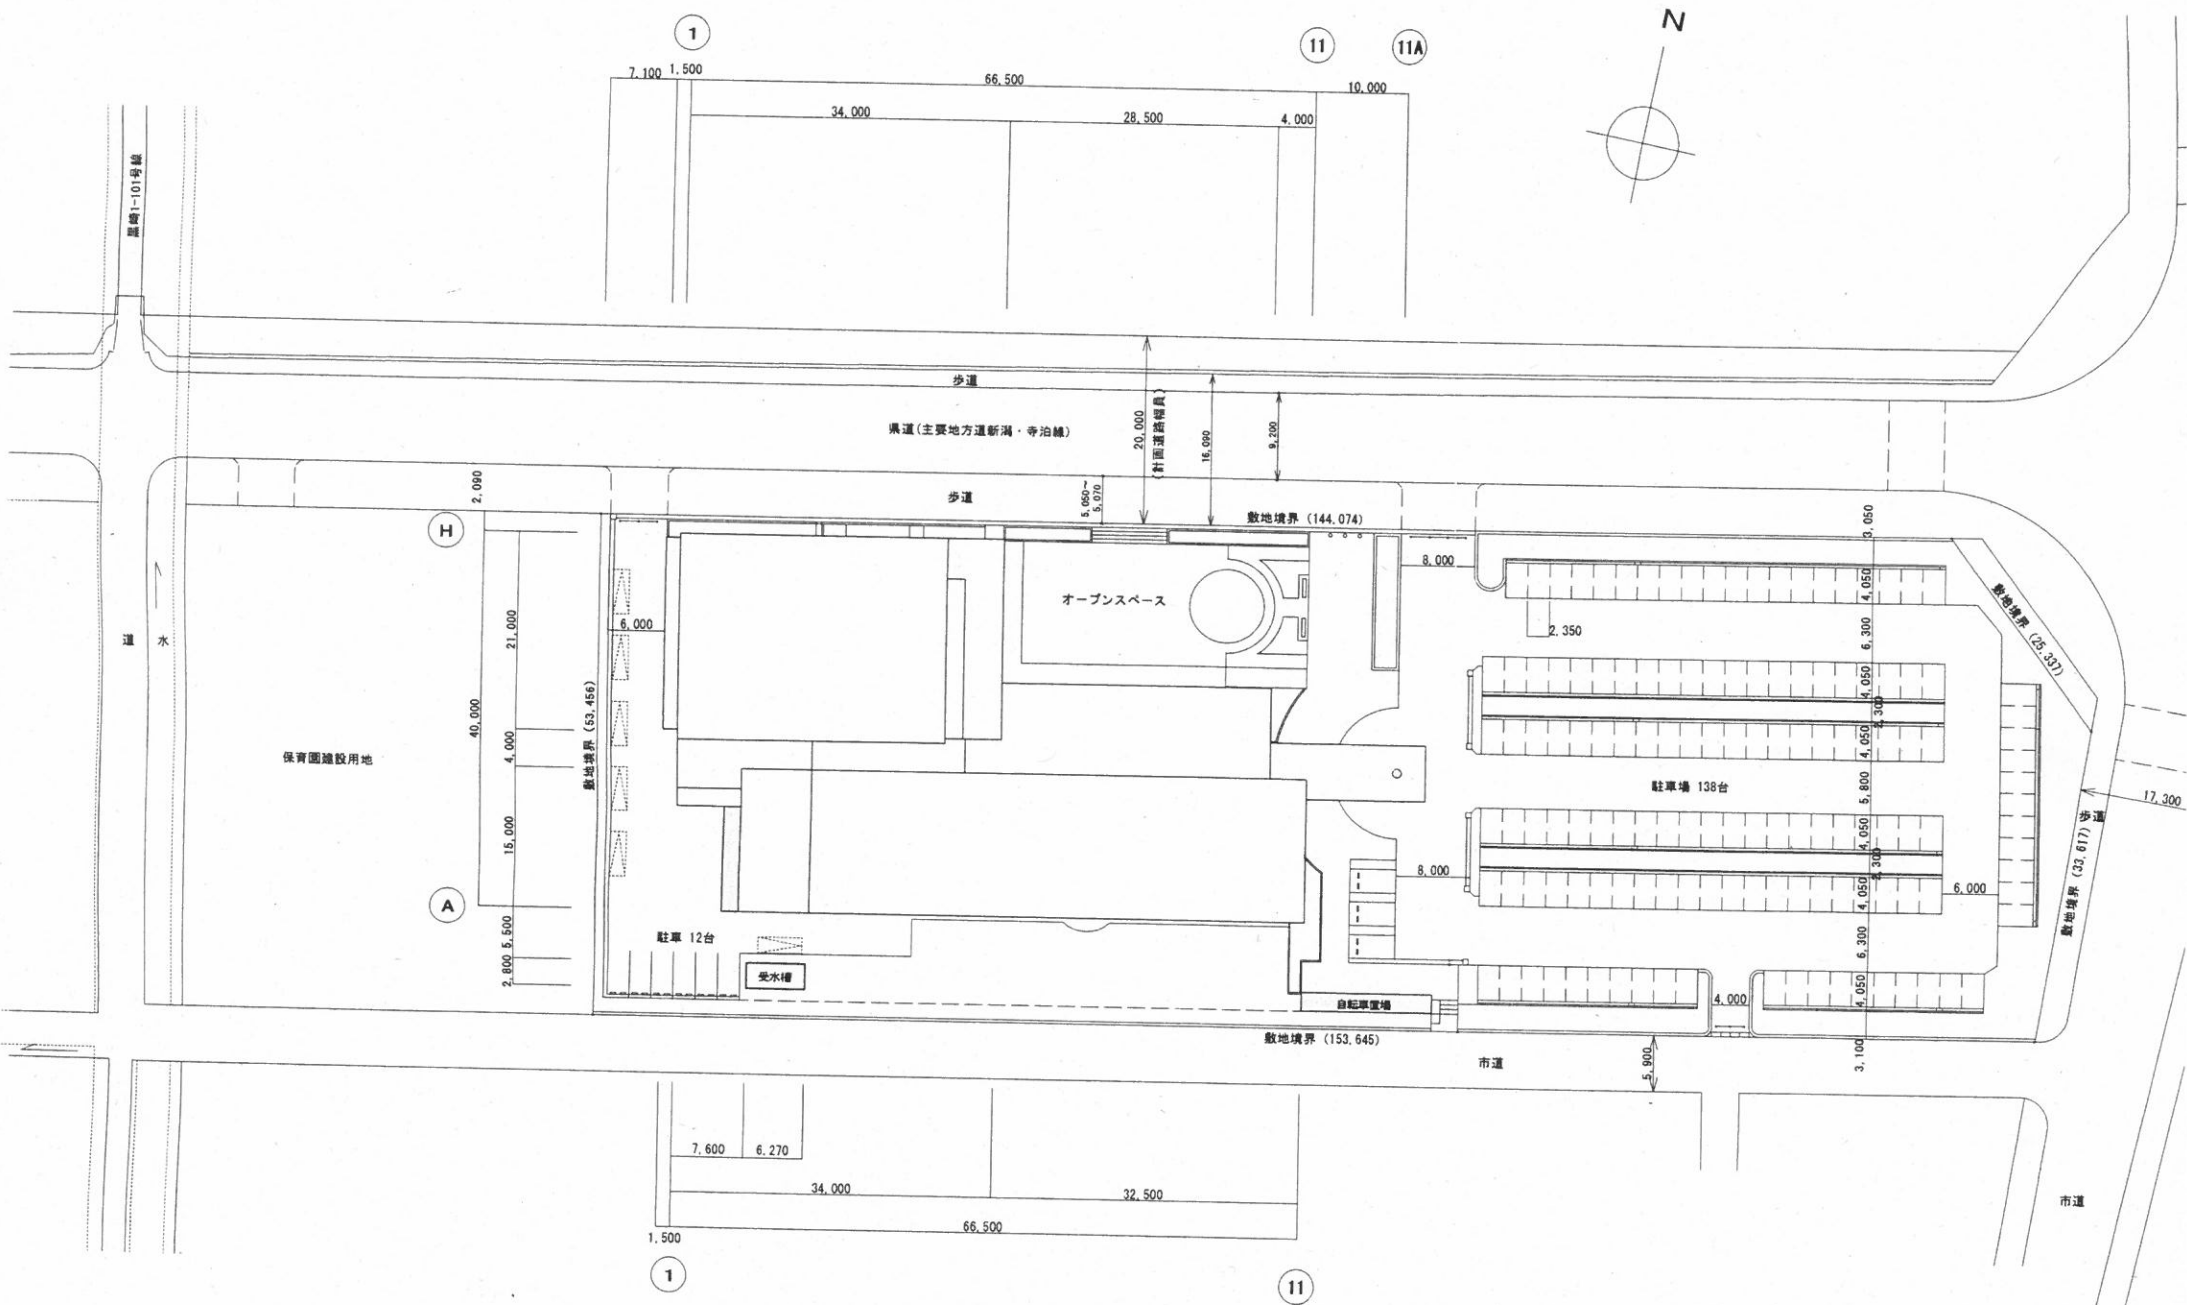 1
11
11A
N
7,100
1,500
66,500
10,000
34,000
28,500
4,000
黒崎1-101号線
歩道
県道(主要地方道新潟・寺泊線)
20,000
(計画道路幅員)
16,090
9,200
2,090
歩道
5,050~
5,070
敷地境界 (144.074)
3,050
H
8,000
オープンスペース
4,050
敷地境界 (25.337)
6,000
2,350
21,000
6,300
道
水
40,000
敷地境界 (53.456)
4,050
2,300
4,000
4,050
保育園建設用地
駐車場 138台
5,800
17,300
歩道
15,000
4,050
2,300
8,000
4,050
6,000
敷地境界 (33.617)
A
5,500
駐車 12台
6,300
受水槽
2,800
自転車置場
4,000
4,050
敷地境界 (153.645)
市道
5,900
3,100
7,600
6,270
34,000
32,500
市道
66,500
1,500
1
11